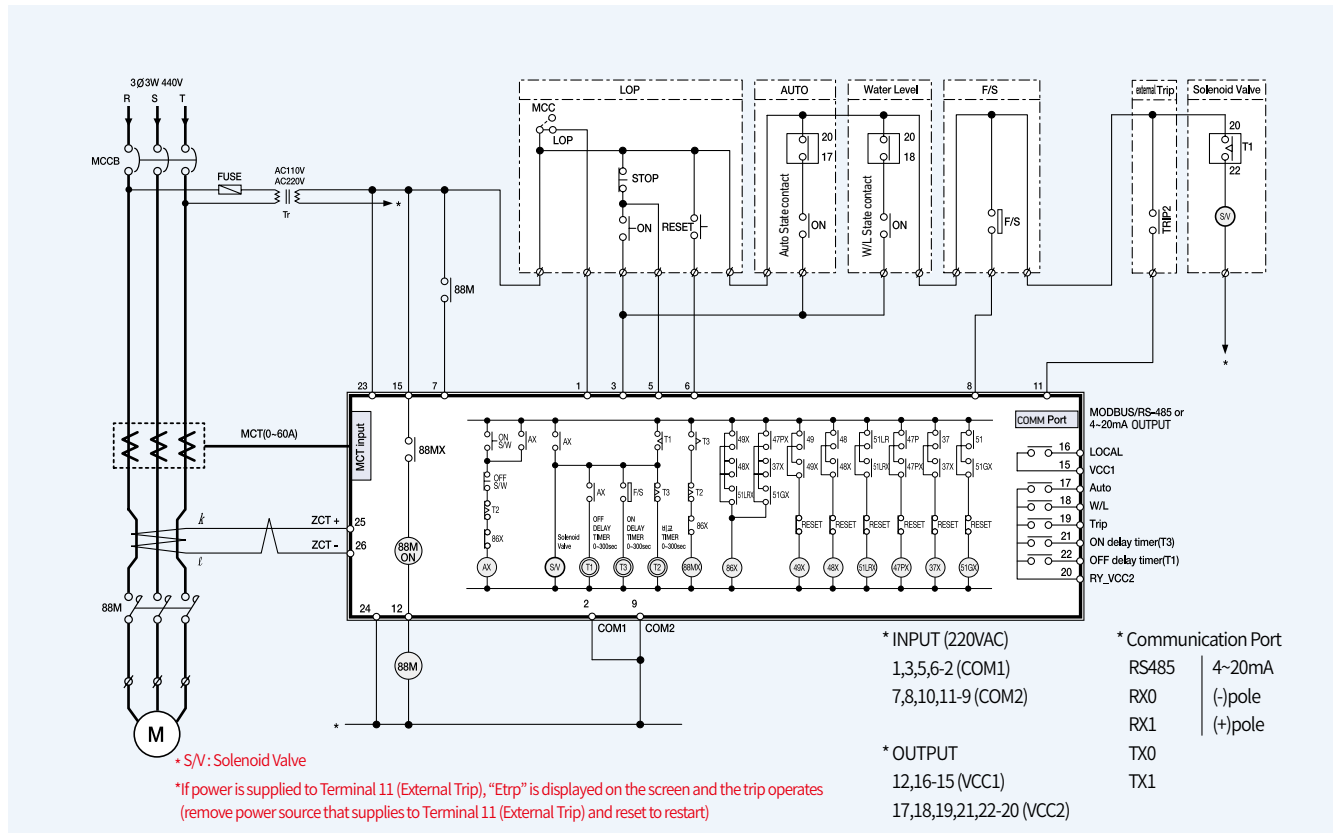 3Ø3W 440V
R S T
MCCB
FUSE
AC110V
AC220V
Tr
*
88M
LOP
MCC
LOP
STOP
ON
RESET
AUTO
20
17
Auto State contact
ON
Water Level
20
18
W/L State contact
ON
F/S
F/S
external Trip
TRIP2
Solenoid Valve
20
T1
22
S/V
*
23 15 7 1 3 5 6 8 11
MCT(0~60A)
MCT input
88MX
88M
ON
ON
S/W
AX
OFF
S/W
T2
86X
AX
AX
Solenoid
Valve
S/V
AX
OFF
DELAY
TIMER
0~300sec
T1
F/S
ON
DELAY
TIMER
0~300sec
T3
T1
T3
비고
TIMER
0~300sec
T2
T3
T2
86X
88MX
49X
48X
51LRX
47PX
37X
51GX
86X
49
49X
RESET
49X
48
48X
RESET
48X
51LR
51LRX
RESET
51LRX
47P
47PX
RESET
47PX
37
37X
RESET
37X
51
51GX
RESET
51GX
COMM Port
MODBUS/RS-485 or
4~20mA OUTPUT
16 LOCAL
15 VCC1
17 Auto
18 W/L
19 Trip
21 ON delay timer(T3)
22 OFF delay timer(T1)
20 RY_VCC2
k
ZCT + 25
ZCT - 26
l
88M
M
24 12 2 9
COM1 COM2
88M
*
* S/V : Solenoid Valve
*If power is supplied to Terminal 11 (External Trip), “Etrp” is displayed on the screen and the trip operates
(remove power source that supplies to Terminal 11 (External Trip) and reset to restart)
* INPUT (220VAC)
1,3,5,6-2 (COM1)
7,8,10,11-9 (COM2)
* OUTPUT
12,16-15 (VCC1)
17,18,19,21,22-20 (VCC2)
* Communication Port
RS485 4~20mA
RX0 (-)pole
RX1 (+)pole
TX0
TX1